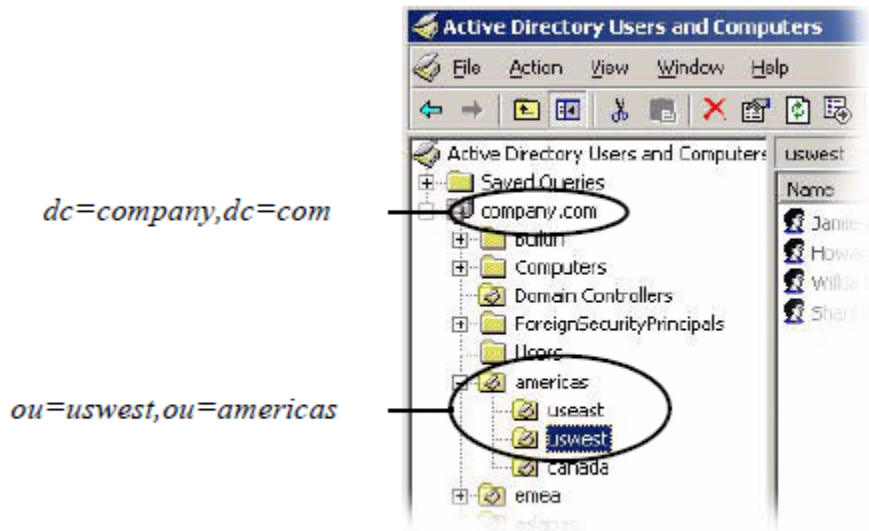 Active Directory Users and Computers
File Action View Window Help
Active Directory Users and Computers
uswest
Saved Queries
Name
dc=company,dc=com
company.com
Builtin
Computers
Domain Controllers
ForeignSecurityPrincipals
Users
americas
ou=uswest,ou=americas
useast
uswest
canada
emea